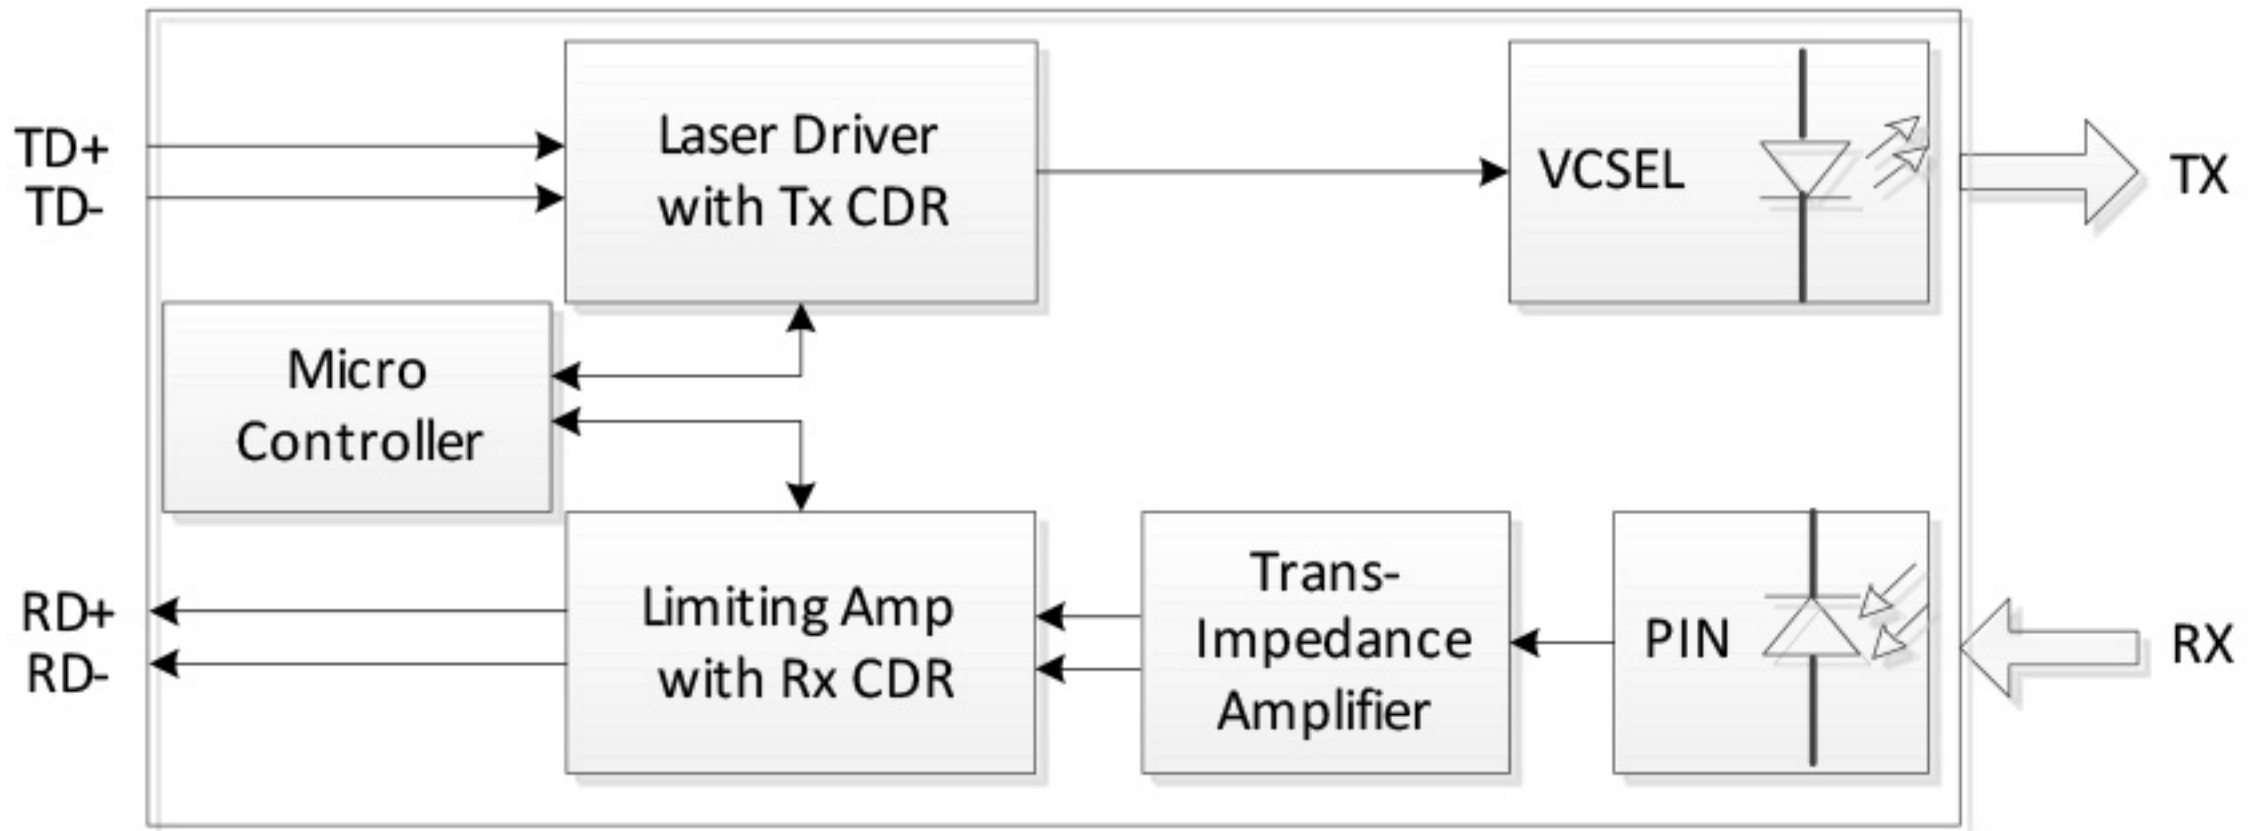 TD+
TD-
Laser Driver
with Tx CDR
VCSEL
TX
Micro
Controller
RD+
RD-
Limiting Amp
with Rx CDR
Trans-
Impedance
Amplifier
PIN
RX